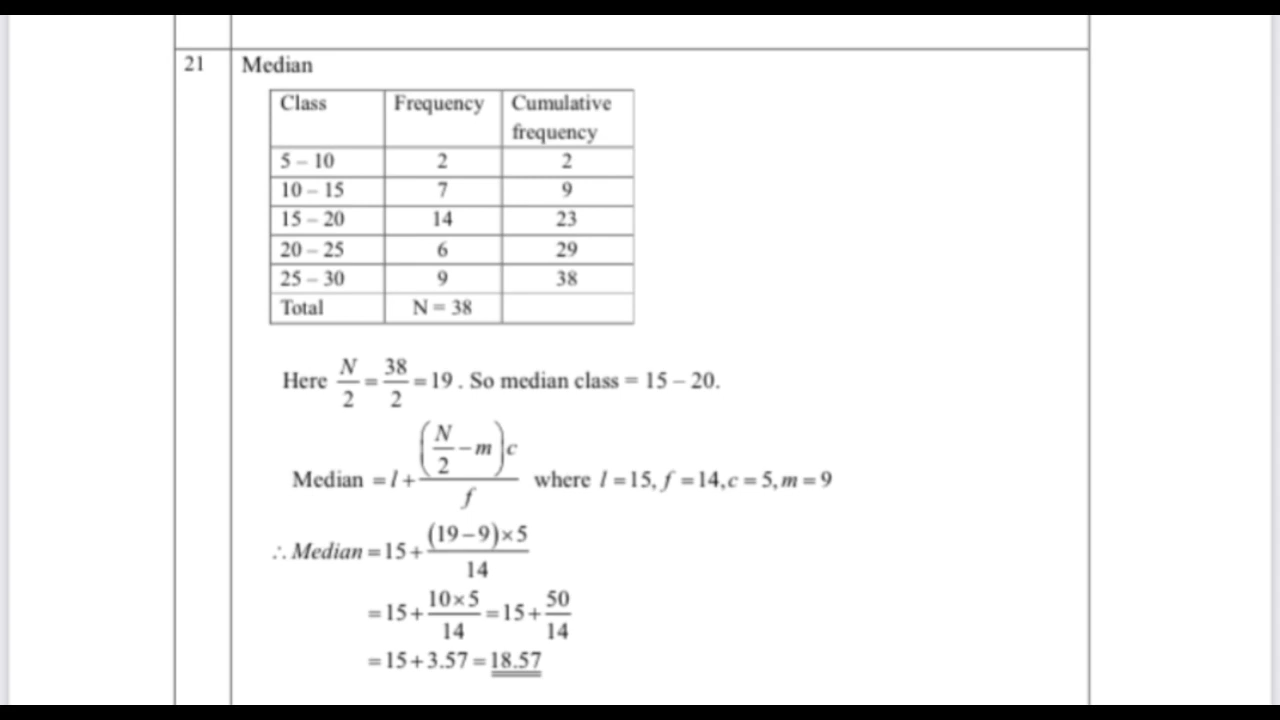 21 Median
Class Frequency Cumulative
frequency
5 – 10 2 2
10 – 15 7 9
15 – 20 14 23
20 – 25 6 29
25 – 30 9 38
Total N = 38
Here N/2 = 38/2 = 19 . So median class = 15 – 20.
Median = l + (N/2 − m)c / f where l = 15, f = 14, c = 5, m = 9
∴ Median = 15 + (19 − 9) × 5 / 14
= 15 + 10 × 5 / 14 = 15 + 50/14
= 15 + 3.57 = 18.57